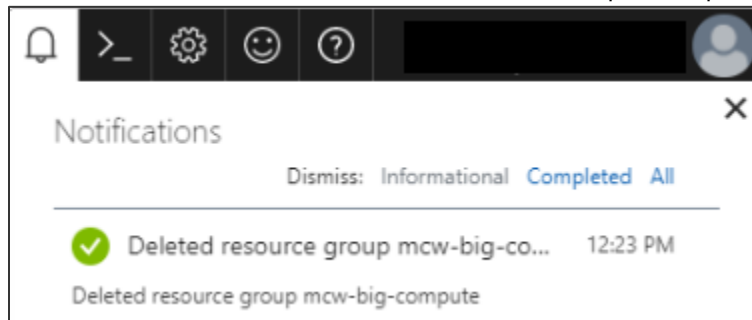 Notifications
Dismiss: Informational Completed All
Deleted resource group mcw-big-co... 12:23 PM
Deleted resource group mcw-big-compute